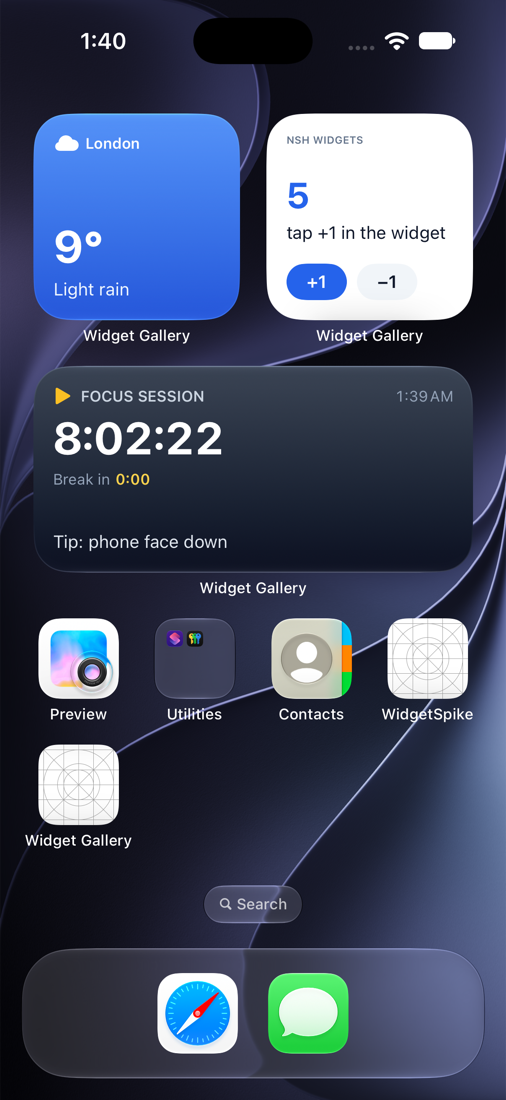 1:40
London
9°
Light rain
Widget Gallery
NSH WIDGETS
5
tap +1 in the widget
+1
−1
Widget Gallery
FOCUS SESSION
1:39 AM
8:02:22
Break in 0:00
Tip: phone face down
Widget Gallery
Preview
Utilities
Contacts
WidgetSpike
Widget Gallery
Search